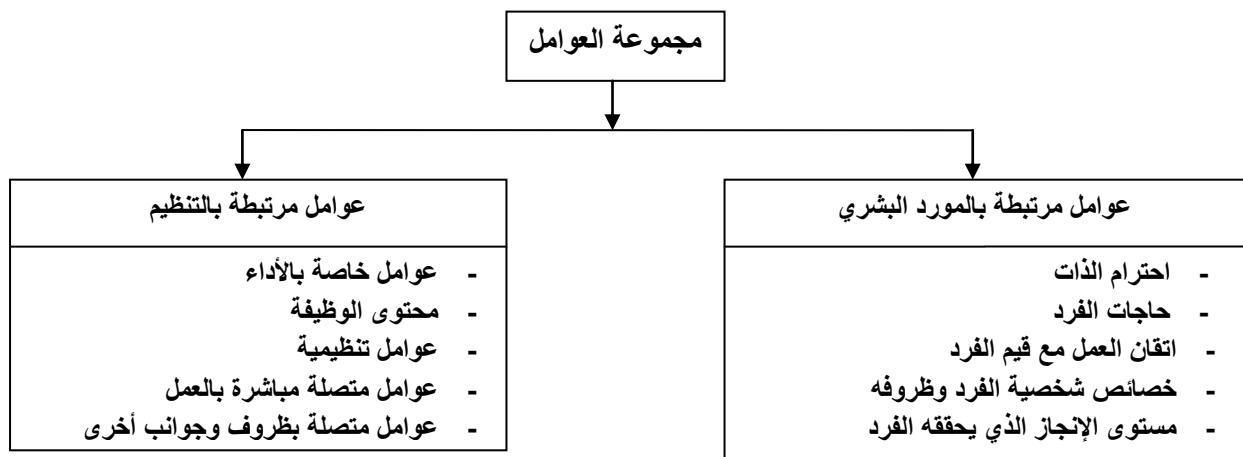 مجموعة العوامل
عوامل مرتبطة بالمورد البشري
- احترام الذات
- حاجات الفرد
- اتقان العمل مع قيم الفرد
- خصائص شخصية الفرد وظروفه
- مستوى الإنجاز الذي يحققه الفرد
عوامل مرتبطة بالتنظيم
- عوامل خاصة بالأداء
- محتوى الوظيفة
- عوامل تنظيمية
- عوامل متصلة مباشرة بالعمل
- عوامل متصلة بظروف وجوانب أخرى